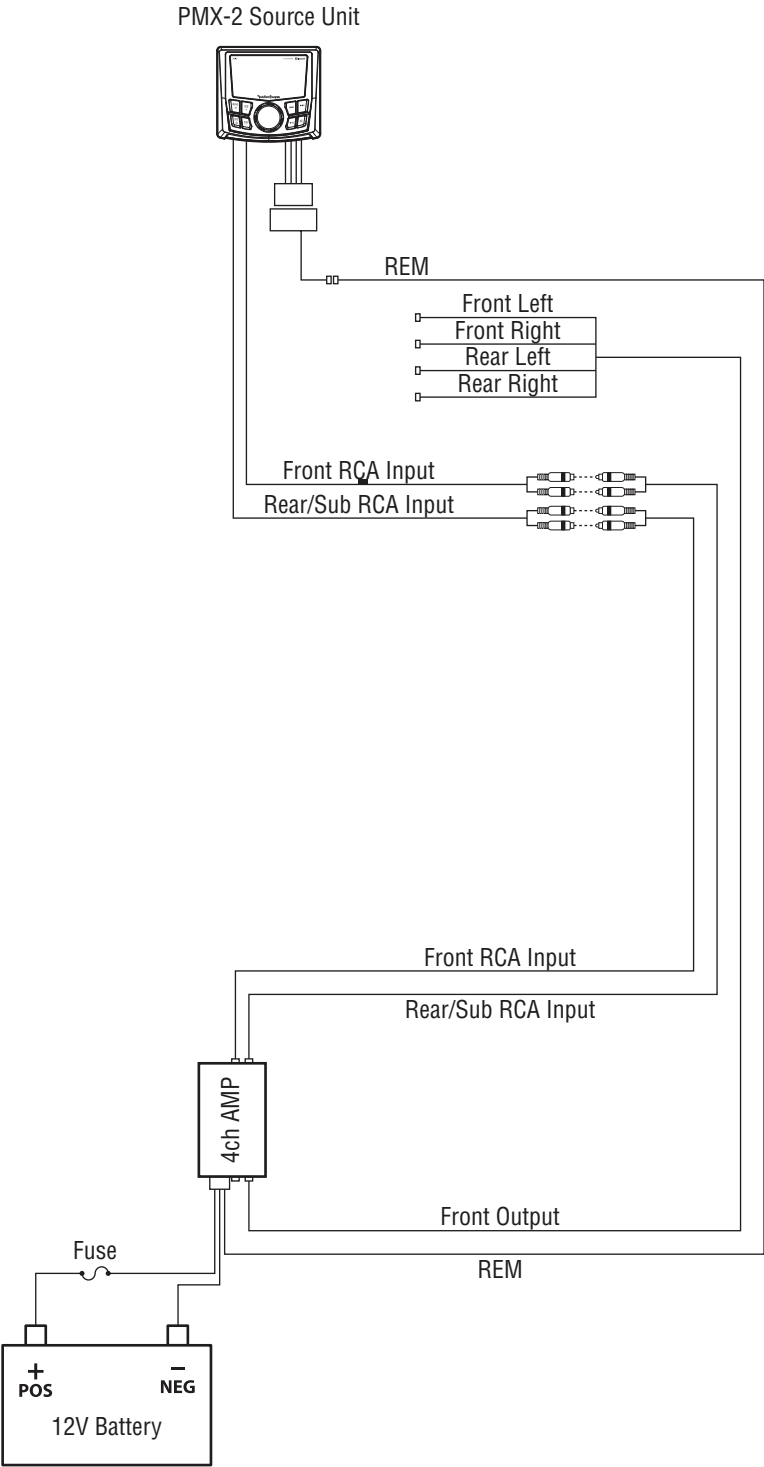 PMX-2 Source Unit
REM
Front Left
Front Right
Rear Left
Rear Right
Front RCA Input
Rear/Sub RCA Input
Front RCA Input
Rear/Sub RCA Input
4ch AMP
Front Output
REM
Fuse
+ −
POS NEG
12V Battery